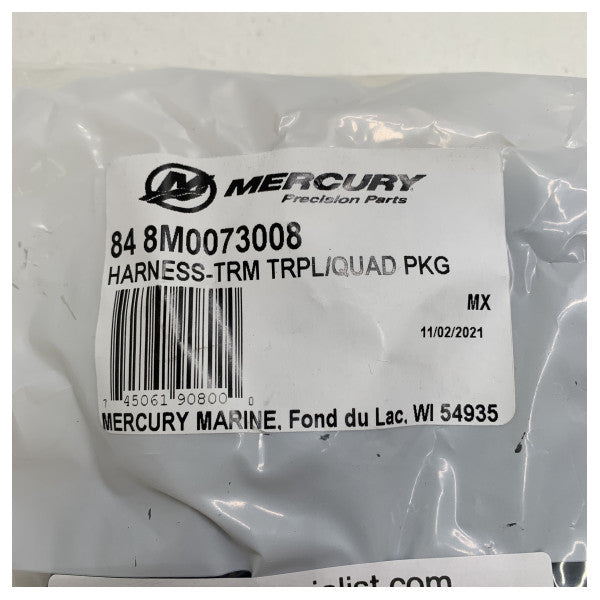 MERCURY
Precision Parts
84 8M0073008
HARNESS-TRM TRPL/QUAD PKG
MX
11/02/2021
7 45061 90800 0
MERCURY MARINE, Fond du Lac, WI 54935